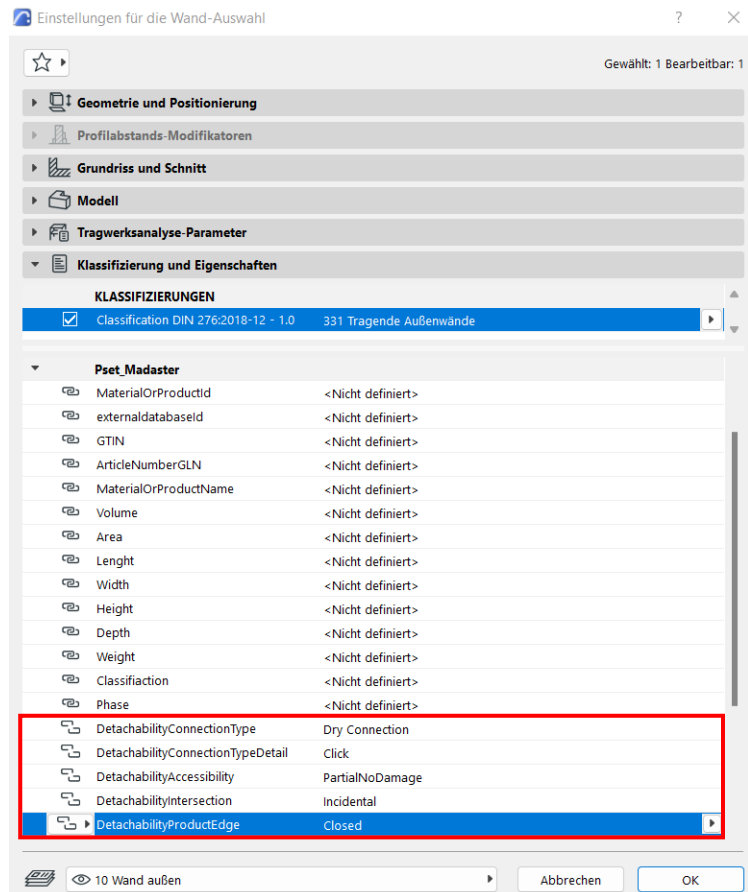 Einstellungen für die Wand-Auswahl ? ×
Gewählt: 1 Bearbeitbar: 1
Geometrie und Positionierung
Profilabstands-Modifikatoren
Grundriss und Schnitt
Modell
Tragwerksanalyse-Parameter
Klassifizierung und Eigenschaften
KLASSIFIZIERUNGEN
Classification DIN 276:2018-12 - 1.0 331 Tragende Außenwände
Pset_Madaster
MaterialOrProductId <Nicht definiert>
externaldatabaseId <Nicht definiert>
GTIN <Nicht definiert>
ArticleNumberGLN <Nicht definiert>
MaterialOrProductName <Nicht definiert>
Volume <Nicht definiert>
Area <Nicht definiert>
Lenght <Nicht definiert>
Width <Nicht definiert>
Height <Nicht definiert>
Depth <Nicht definiert>
Weight <Nicht definiert>
Classifiaction <Nicht definiert>
Phase <Nicht definiert>
DetachabilityConnectionType Dry Connection
DetachabilityConnectionTypeDetail Click
DetachabilityAccessibility PartialNoDamage
DetachabilityIntersection Incidental
DetachabilityProductEdge Closed
10 Wand außen Abbrechen OK